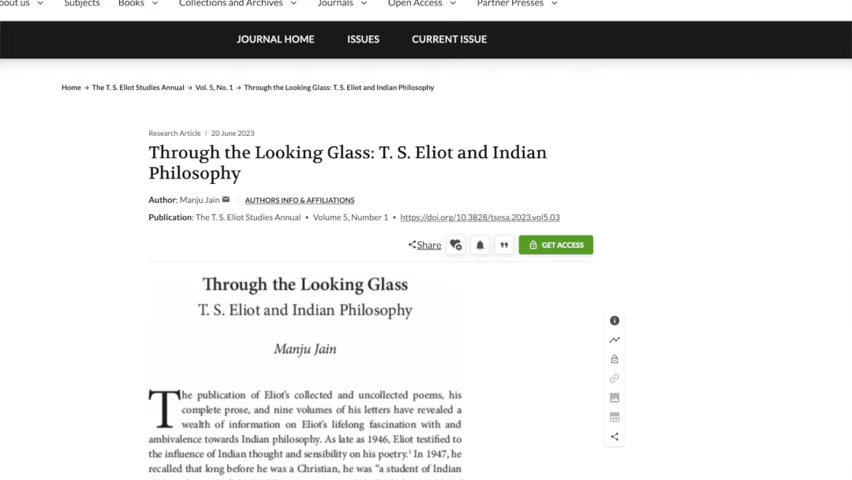 bout us Subjects Books Collections and Archives Journals Open Access Partner Presses
JOURNAL HOME ISSUES CURRENT ISSUE
Home → The T. S. Eliot Studies Annual → Vol. 5, No. 1 → Through the Looking Glass: T. S. Eliot and Indian Philosophy
Research Article | 20 June 2023
Through the Looking Glass: T. S. Eliot and Indian
Philosophy
Author: Manju Jain | AUTHORS INFO & AFFILIATIONS
Publication: The T. S. Eliot Studies Annual • Volume 5, Number 1 • https://doi.org/10.3828/tsesa.2023.vol5.03
Share GET ACCESS
Through the Looking Glass
T. S. Eliot and Indian Philosophy
Manju Jain
The publication of Eliot's collected and uncollected poems, his
complete prose, and nine volumes of his letters have revealed a
wealth of information on Eliot's lifelong fascination with and
ambivalence towards Indian philosophy. As late as 1946, Eliot testified to
the influence of Indian thought and sensibility on his poetry.¹ In 1947, he
recalled that long before he was a Christian, he was "a student of Indian